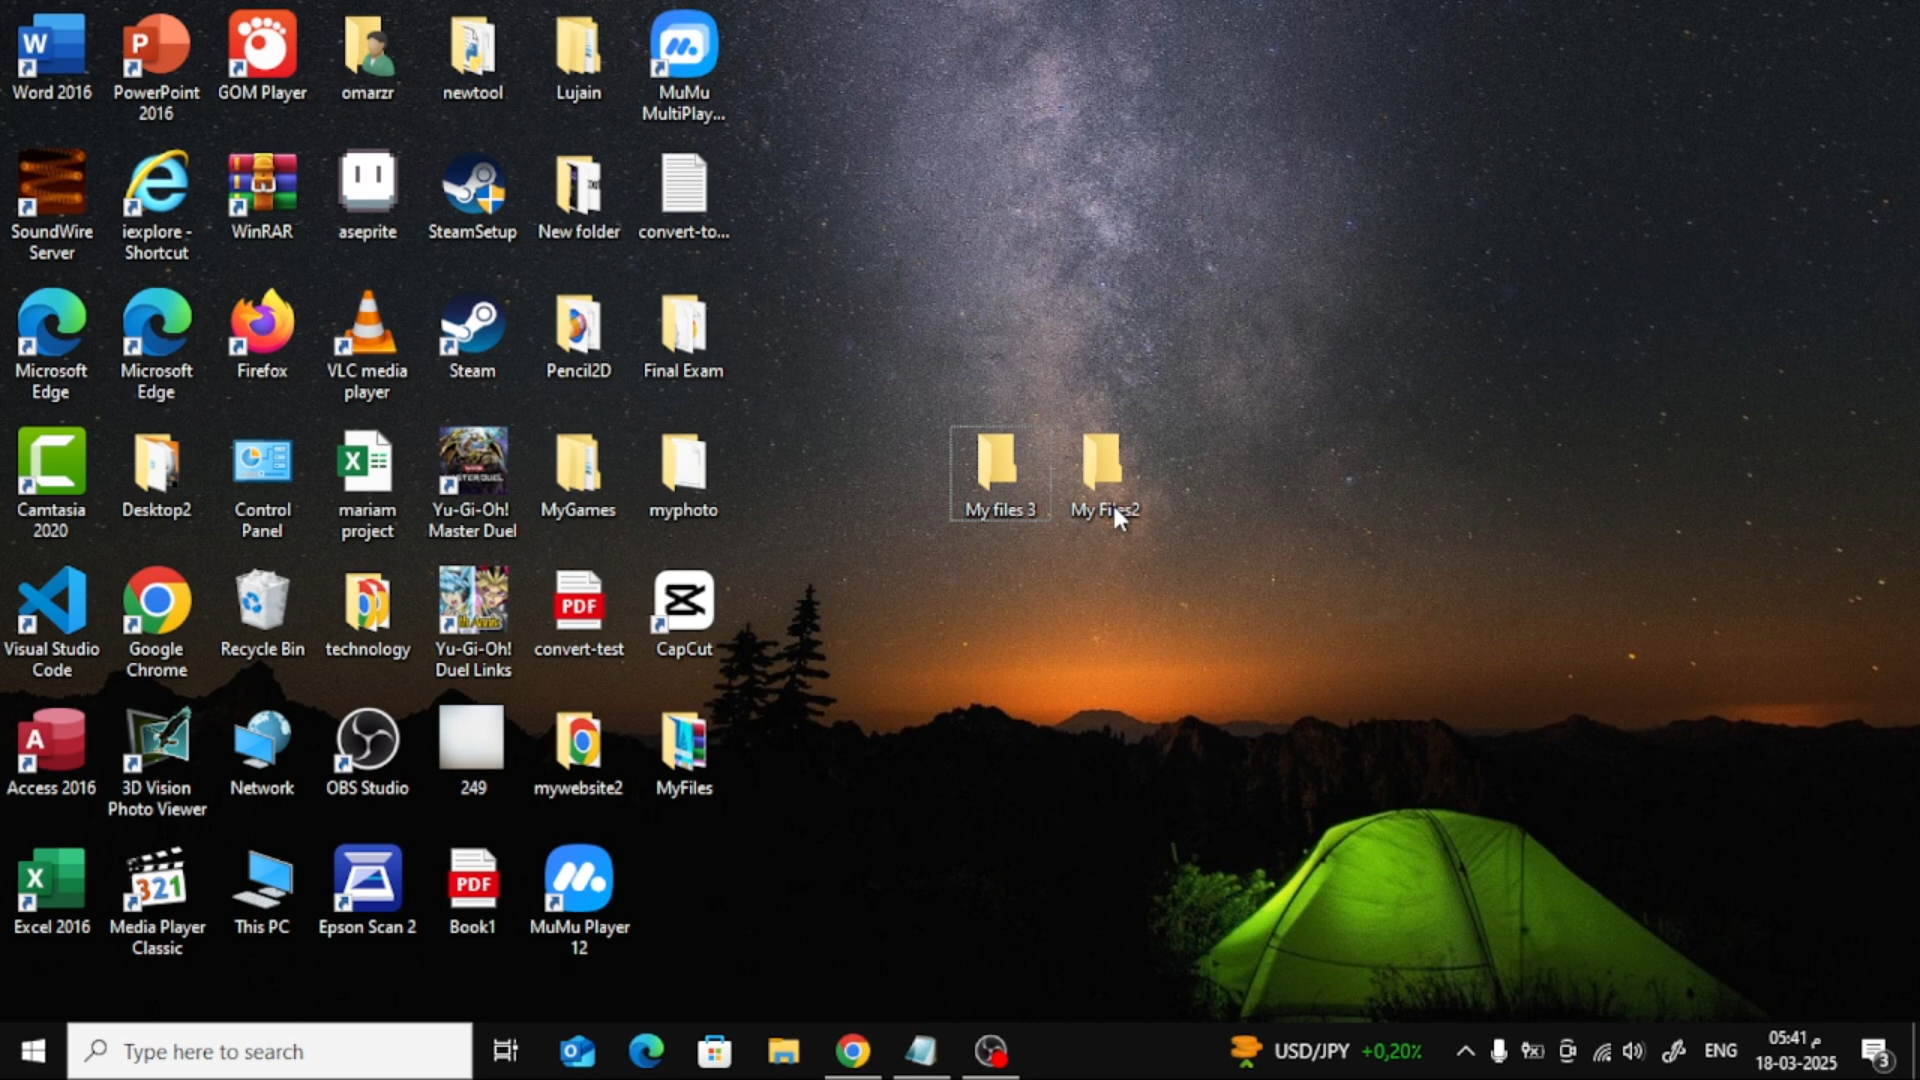 Word 2016
PowerPoint
2016
GOM Player
omarzr
newtool
Lujain
MuMu
MultiPlay...
SoundWire
Server
iexplore -
Shortcut
WinRAR
aseprite
SteamSetup
New folder
convert-to...
Microsoft
Edge
Microsoft
Edge
Firefox
VLC media
player
Steam
Pencil2D
Final Exam
Camtasia
2020
Desktop2
Control
Panel
mariam
project
Yu-Gi-Oh!
Master Duel
MyGames
myphoto
My files 3
My Files2
Visual Studio
Code
Google
Chrome
Recycle Bin
technology
Yu-Gi-Oh!
Duel Links
PDF
convert-test
CapCut
Access 2016
3D Vision
Photo Viewer
Network
OBS Studio
249
mywebsite2
MyFiles
Excel 2016
321
Media Player
Classic
This PC
Epson Scan 2
PDF
Book1
MuMu Player
12
Type here to search
USD/JPY +0,20%
ENG
05:41 م
18-03-2025
3